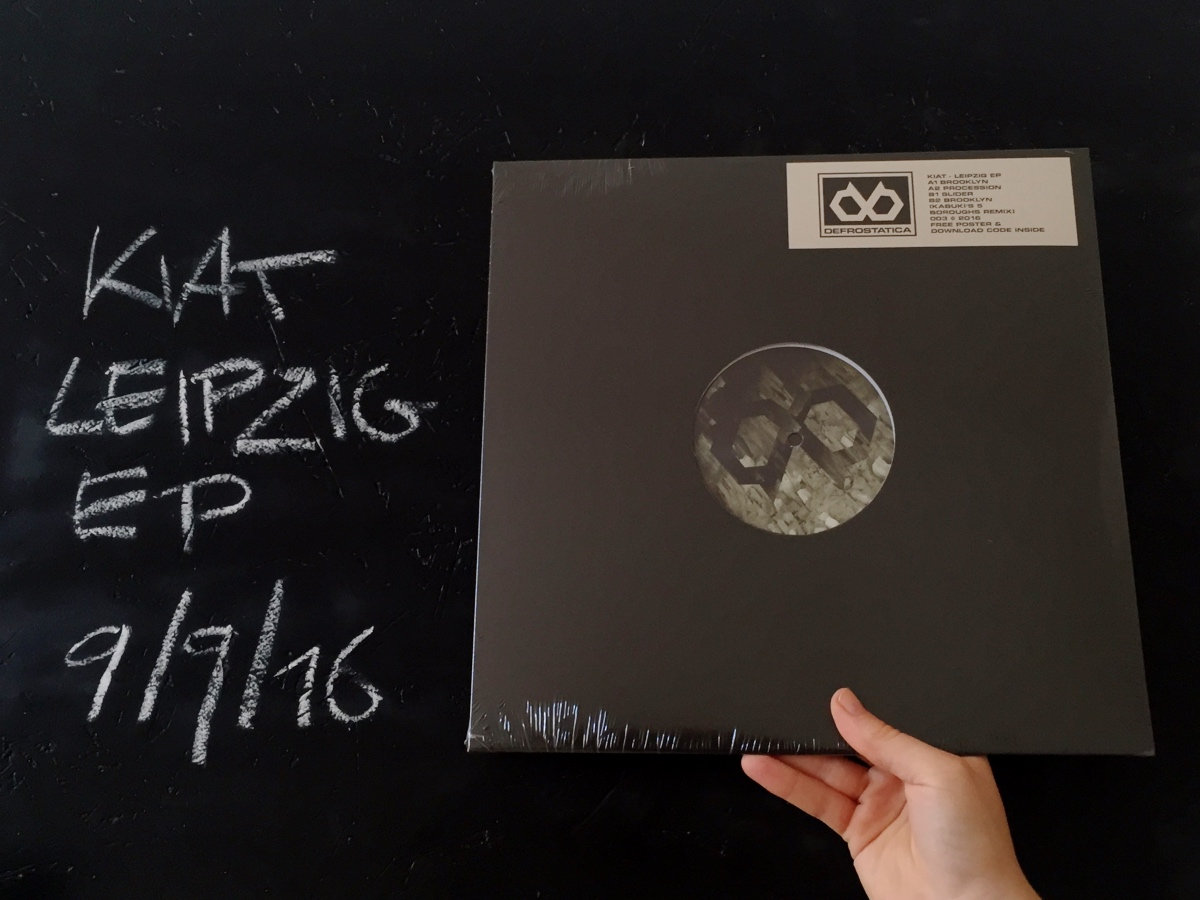 KIAT
LEIPZIG
EP
9/9/16
DEFROSTATICA
KIAT - LEIPZIG EP
A1 BROOKLYN
A2 PROCESSION
B1 GLIDER
B2 BROOKLYN
(KABUKI'S 5
BOROUGHS REMIX)
003 © 2016
FREE POSTER &
DOWNLOAD CODE INSIDE